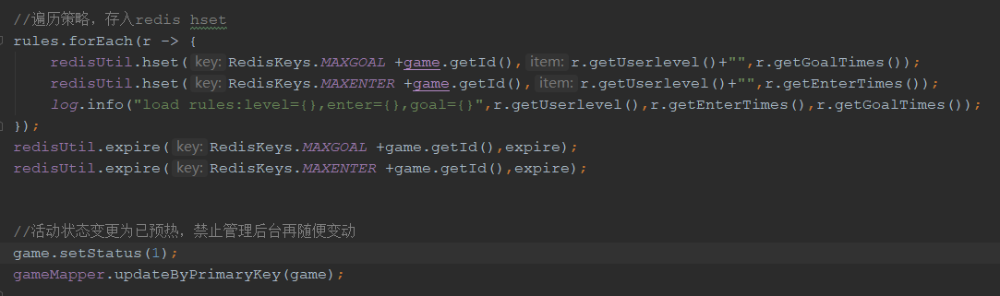 //遍历策略，存入redis hset
rules.forEach(r -> {
redisUtil.hset( key: RedisKeys.MAXGOAL +game.getId(), item: r.getUserlevel()+"",r.getGoalTimes());
redisUtil.hset( key: RedisKeys.MAXENTER +game.getId(), item: r.getUserlevel()+"",r.getEnterTimes());
log.info("load rules:level={},enter={},goal={}",r.getUserlevel(),r.getEnterTimes(),r.getGoalTimes());
});
redisUtil.expire( key: RedisKeys.MAXGOAL +game.getId(),expire);
redisUtil.expire( key: RedisKeys.MAXENTER +game.getId(),expire);
//活动状态变更为已预热，禁止管理后台再随便变动
game.setStatus(1);
gameMapper.updateByPrimaryKey(game);